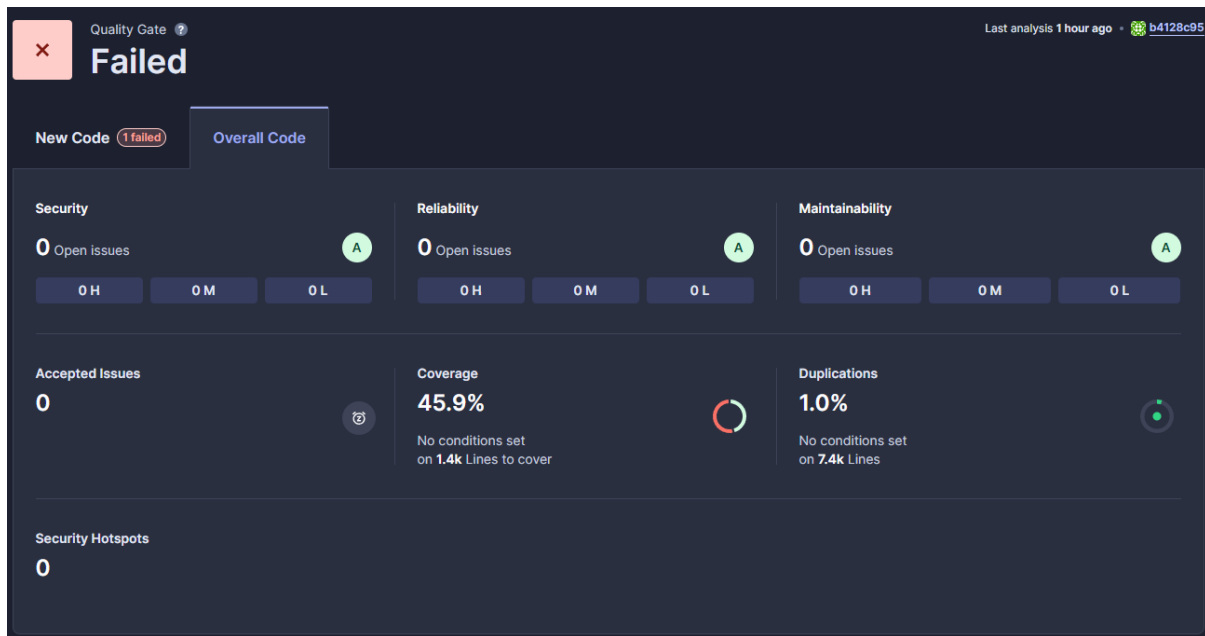 Quality Gate ?
Failed
Last analysis 1 hour ago • b4128c95
New Code 1 failed
Overall Code
Security
0 Open issues
A
0 H
0 M
0 L
Reliability
0 Open issues
A
0 H
0 M
0 L
Maintainability
0 Open issues
A
0 H
0 M
0 L
Accepted Issues
0
Coverage
45.9%
No conditions set
on 1.4k Lines to cover
Duplications
1.0%
No conditions set
on 7.4k Lines
Security Hotspots
0